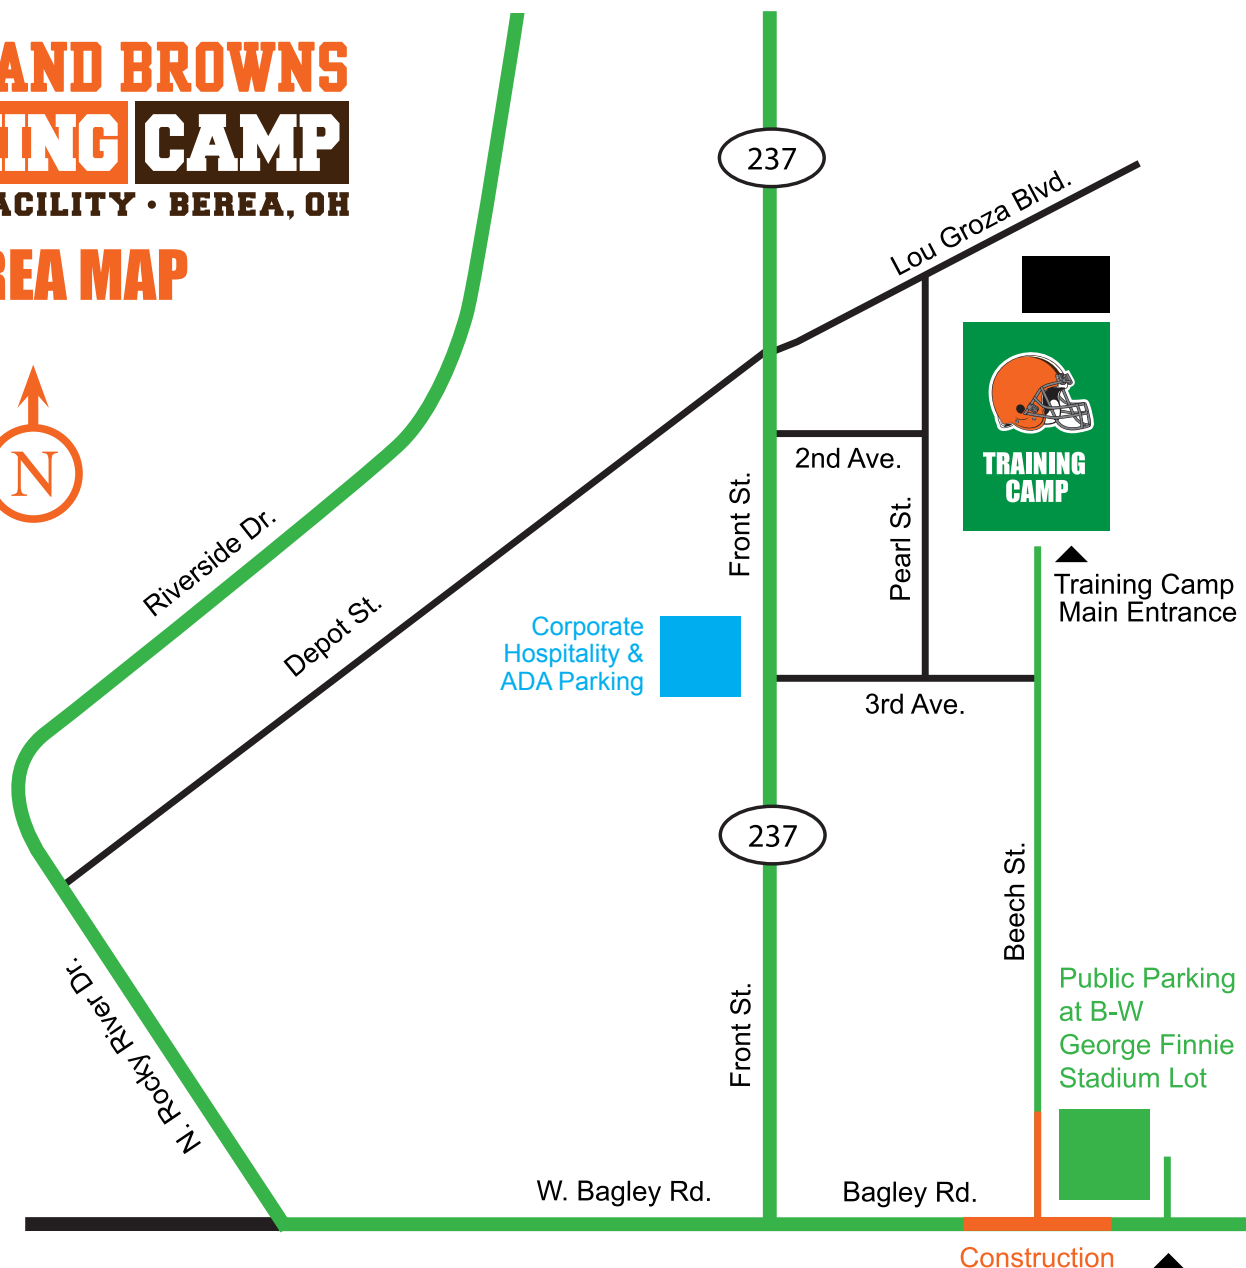 AND BROWNS
ING CAMP
ACILITY • BEREA, OH
REA MAP
N
237
Lou Groza Blvd.
TRAINING
CAMP
2nd Ave.
Front St.
Pearl St.
Training Camp
Main Entrance
Riverside Dr.
Depot St.
Corporate
Hospitality &
ADA Parking
3rd Ave.
237
Beech St.
Public Parking
at B-W
George Finnie
Stadium Lot
Front St.
N. Rocky River Dr.
W. Bagley Rd.
Bagley Rd.
Construction